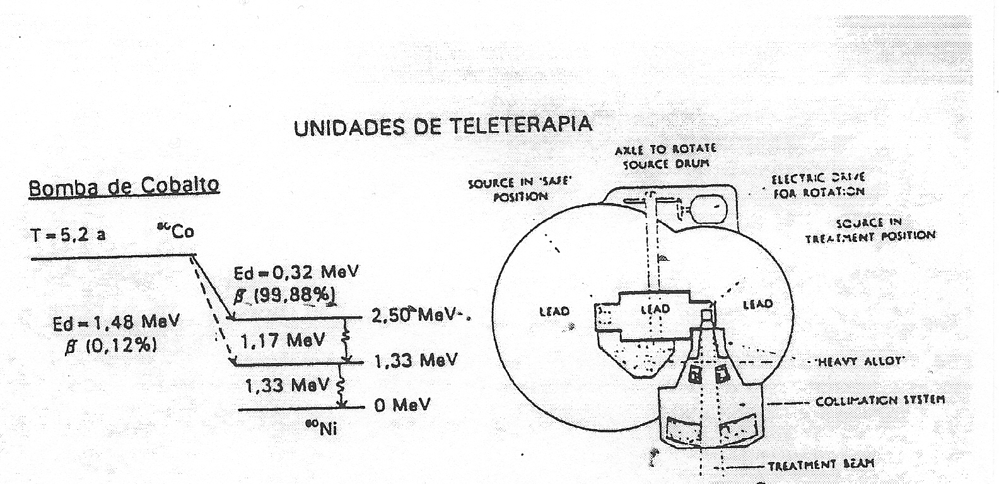 UNIDADES DE TELETERAPIA
Bomba de Cobalto
T = 5,2 a
⁶⁰Co
Ed = 0,32 MeV
β (99,88%)
2,50 MeV
Ed = 1,48 MeV
β (0,12%)
1,17 MeV
1,33 MeV
1,33 MeV
0 MeV
⁶⁰Ni
AXLE TO ROTATE
SOURCE DRUM
SOURCE IN 'SAFE'
POSITION
ELECTRIC DRIVE
FOR ROTATION
SOURCE IN
TREATMENT POSITION
LEAD
LEAD
LEAD
'HEAVY ALLOY'
COLLIMATION SYSTEM
TREATMENT BEAM